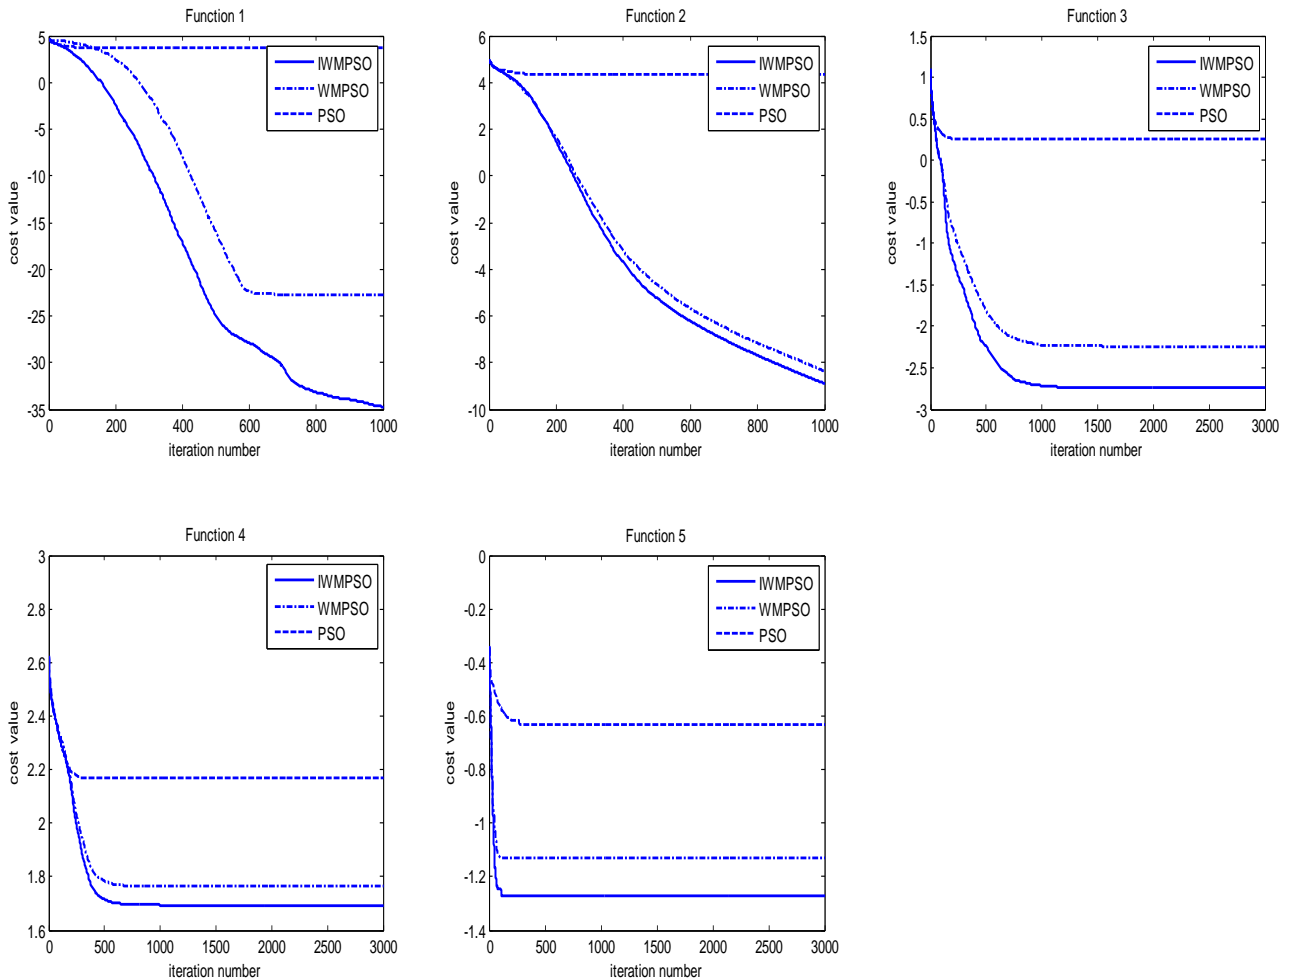 Function 1
5
0
-5
-10
-15
-20
-25
-30
-35
cost value
0 200 400 600 800 1000
iteration number
IWMPSO
WMPSO
PSO
Function 2
6
4
2
0
-2
-4
-6
-8
-10
cost value
0 200 400 600 800 1000
iteration number
IWMPSO
WMPSO
PSO
Function 3
1.5
1
0.5
0
-0.5
-1
-1.5
-2
-2.5
-3
cost value
0 500 1000 1500 2000 2500 3000
iteration number
IWMPSO
WMPSO
PSO
Function 4
3
2.8
2.6
2.4
2.2
2
1.8
1.6
cost value
0 500 1000 1500 2000 2500 3000
iteration number
IWMPSO
WMPSO
PSO
Function 5
0
-0.2
-0.4
-0.6
-0.8
-1
-1.2
-1.4
cost value
0 500 1000 1500 2000 2500 3000
iteration number
IWMPSO
WMPSO
PSO